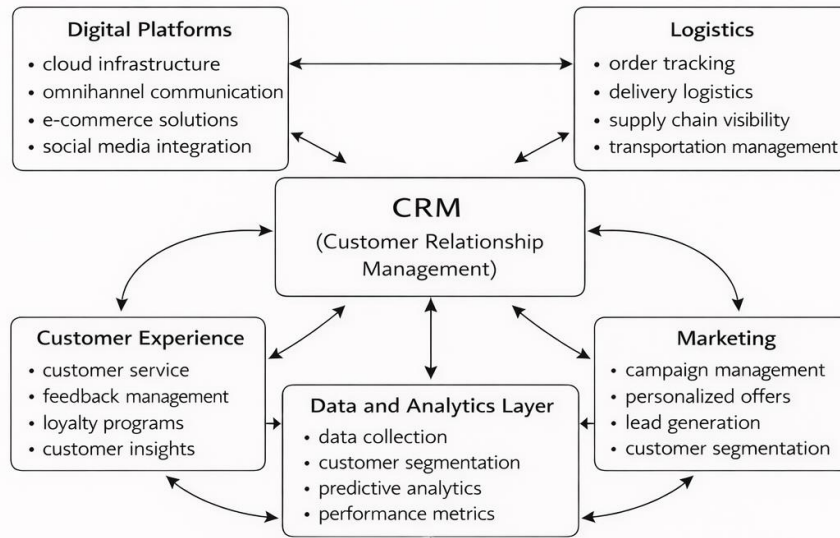 Digital Platforms
• cloud infrastructure
• omnihannel communication
• e-commerce solutions
• social media integration
Logistics
• order tracking
• delivery logistics
• supply chain visibility
• transportation management
CRM
(Customer Relationship
Management)
Customer Experience
• customer service
• feedback management
• loyalty programs
• customer insights
Data and Analytics Layer
• data collection
• customer segmentation
• predictive analytics
• performance metrics
Marketing
• campaign management
• personalized offers
• lead generation
• customer segmentation